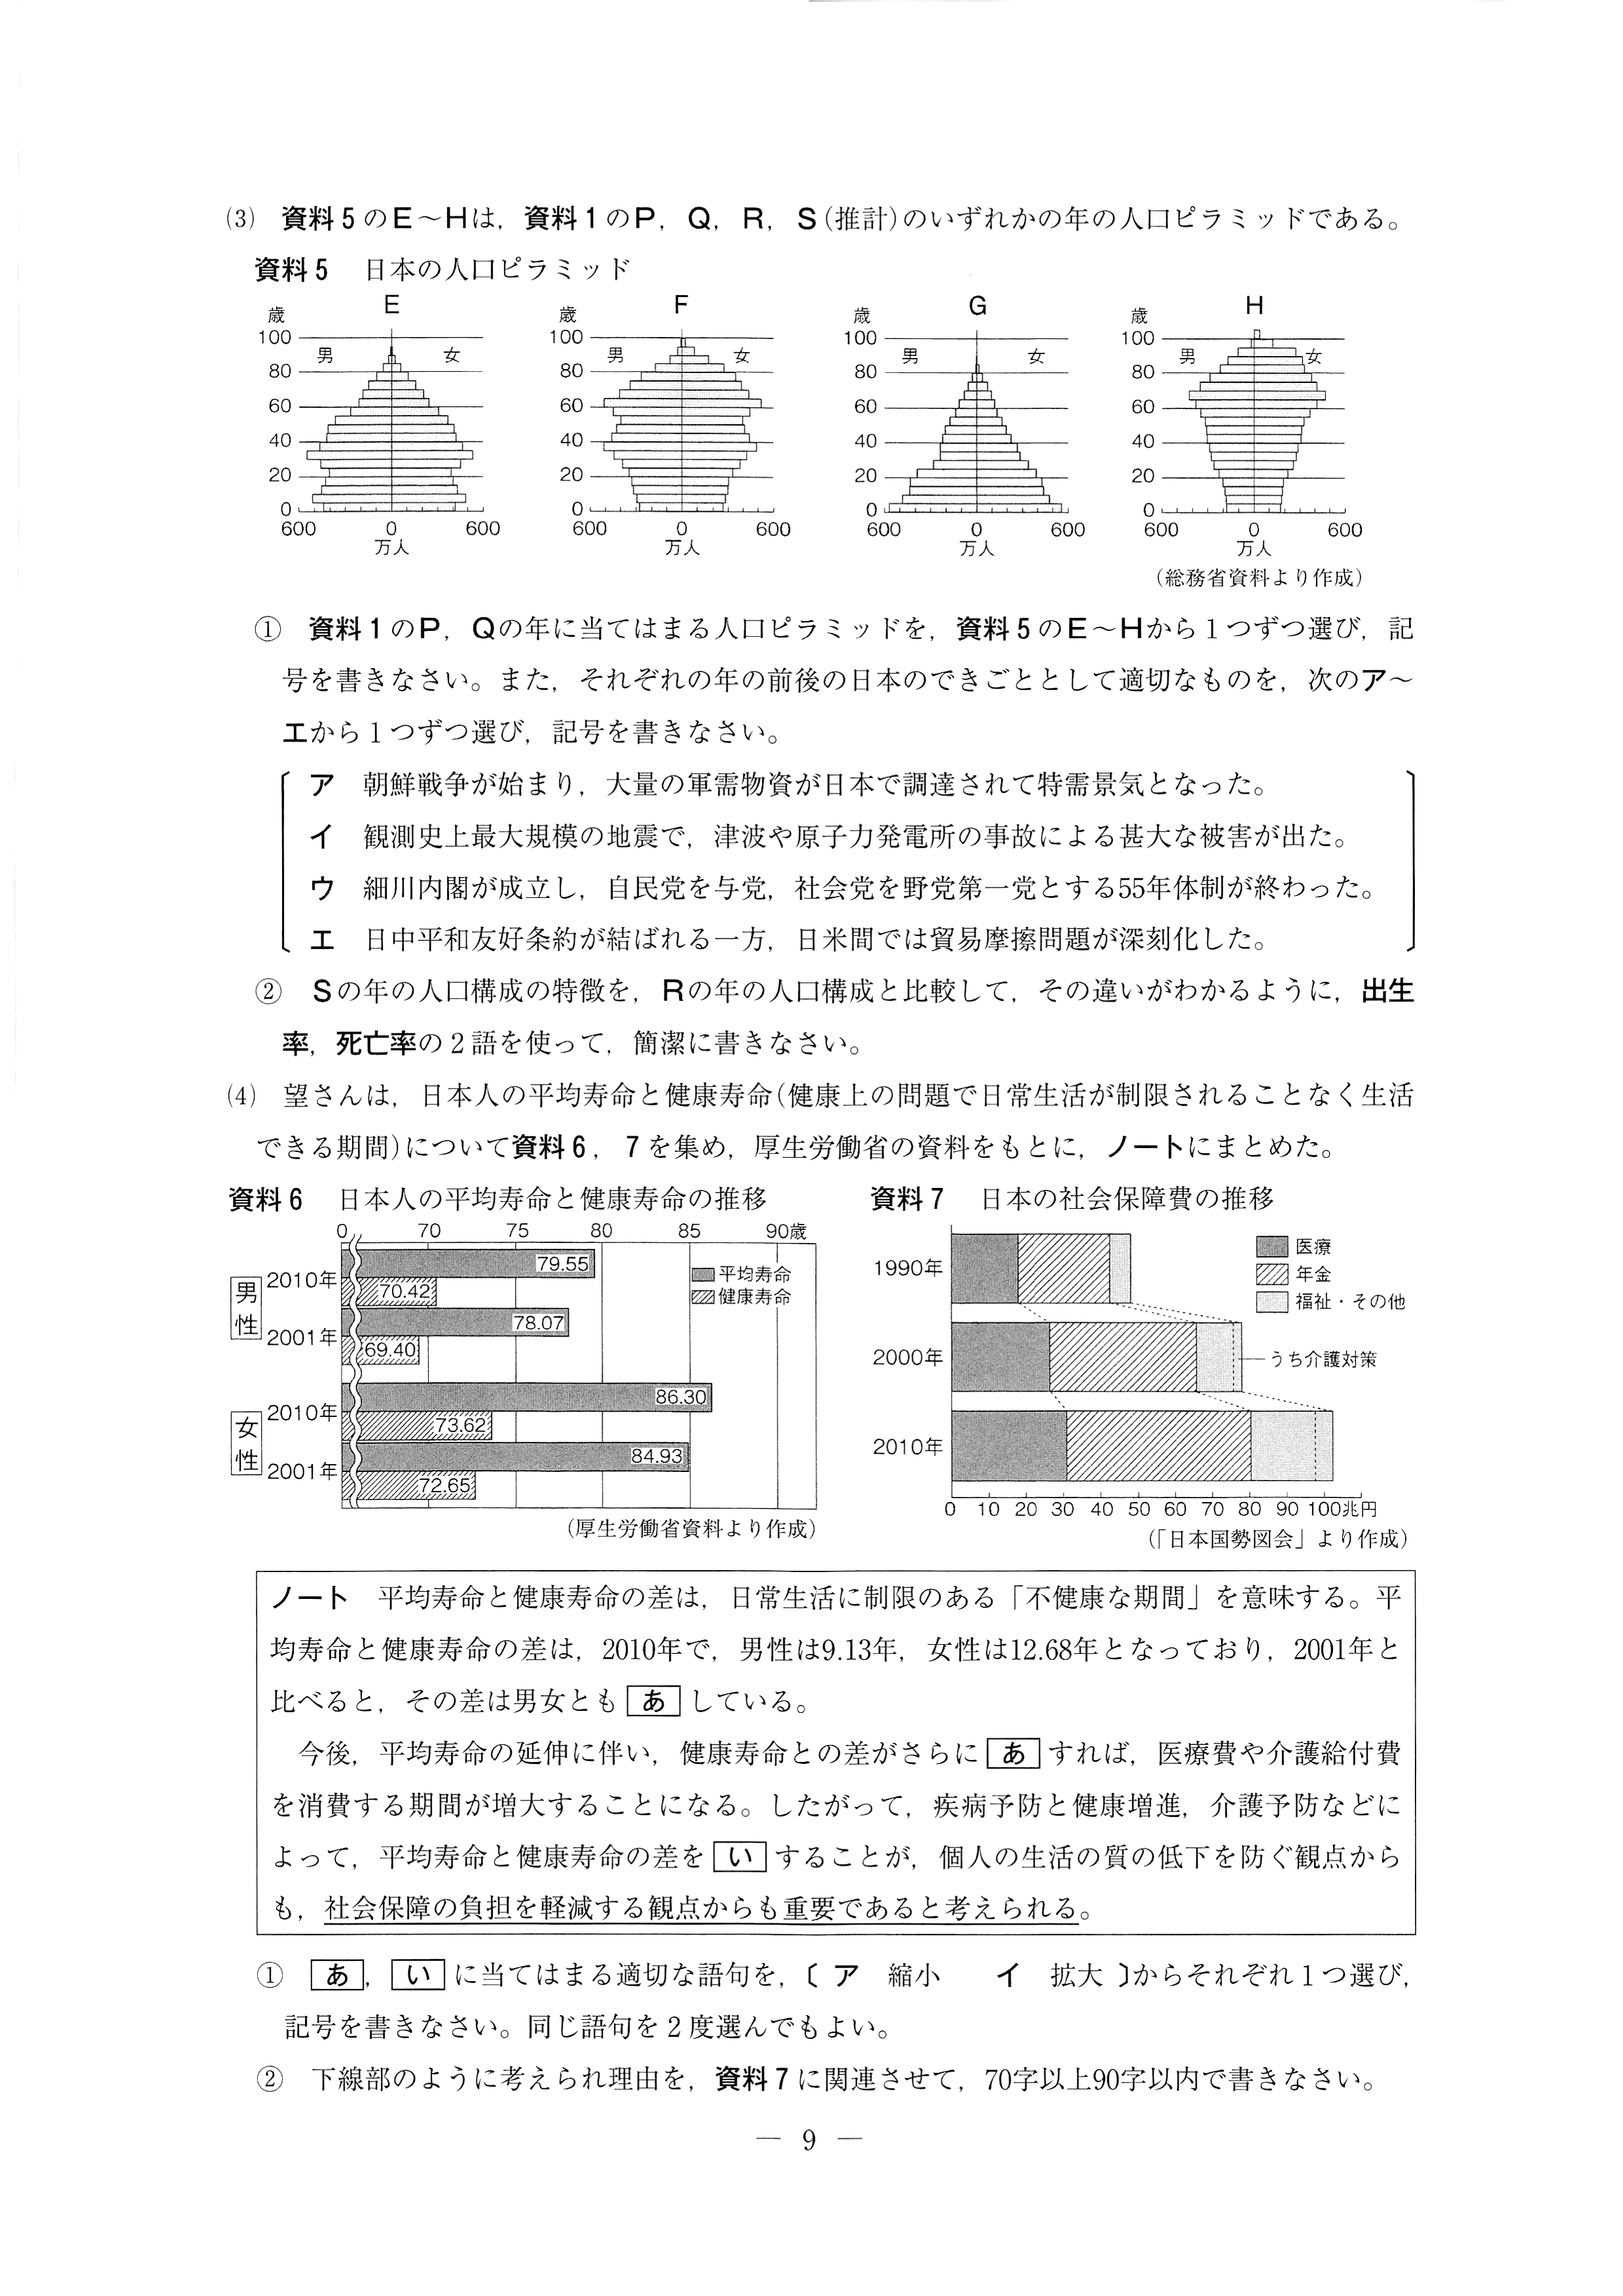 (3) 資料5のE～Hは，資料1のP，Q，R，S(推計)のいずれかの年の人口ピラミッドである。
資料5 日本の人口ピラミッド
E
歳
100
男 女
80
60
40
20
0
600 0 600
万人
F
歳
100
男 女
80
60
40
20
0
600 0 600
万人
G
歳
100
男 女
80
60
40
20
0
600 0 600
万人
H
歳
100
男 女
80
60
40
20
0
600 0 600
万人
(総務省資料より作成)
① 資料1のP，Qの年に当てはまる人口ピラミッドを，資料5のE～Hから1つずつ選び，記
号を書きなさい。また，それぞれの年の前後の日本のできごととして適切なものを，次のア～
エから1つずつ選び，記号を書きなさい。
ア 朝鮮戦争が始まり，大量の軍需物資が日本で調達されて特需景気となった。
イ 観測史上最大規模の地震で，津波や原子力発電所の事故による甚大な被害が出た。
ウ 細川内閣が成立し，自民党を与党，社会党を野党第一党とする55年体制が終わった。
エ 日中平和友好条約が結ばれる一方，日米間では貿易摩擦問題が深刻化した。
② Sの年の人口構成の特徴を，Rの年の人口構成と比較して，その違いがわかるように，出生
率，死亡率の2語を使って，簡潔に書きなさい。
(4) 望さんは，日本人の平均寿命と健康寿命(健康上の問題で日常生活が制限されることなく生活
できる期間)について資料6，7を集め，厚生労働省の資料をもとに，ノートにまとめた。
資料6 日本人の平均寿命と健康寿命の推移
0 70 75 80 85 90歳
男性
2010年 79.55
70.42
2001年 78.07
69.40
女性
2010年 86.30
73.62
2001年 84.93
72.65
平均寿命
健康寿命
(厚生労働省資料より作成)
資料7 日本の社会保障費の推移
1990年
2000年
2010年
医療
年金
福祉・その他
うち介護対策
0 10 20 30 40 50 60 70 80 90 100兆円
(「日本国勢図会」より作成)
ノート 平均寿命と健康寿命の差は，日常生活に制限のある「不健康な期間」を意味する。平
均寿命と健康寿命の差は，2010年で，男性は9.13年，女性は12.68年となっており，2001年と
比べると，その差は男女とも あ している。
今後，平均寿命の延伸に伴い，健康寿命との差がさらに あ すれば，医療費や介護給付費
を消費する期間が増大することになる。したがって，疾病予防と健康増進，介護予防などに
よって，平均寿命と健康寿命の差を い することが，個人の生活の質の低下を防ぐ観点から
も，社会保障の負担を軽減する観点からも重要であると考えられる。
① あ，い に当てはまる適切な語句を，〔 ア 縮小 イ 拡大 〕からそれぞれ1つ選び，
記号を書きなさい。同じ語句を2度選んでもよい。
② 下線部のように考えられ理由を，資料7に関連させて，70字以上90字以内で書きなさい。
― 9 ―